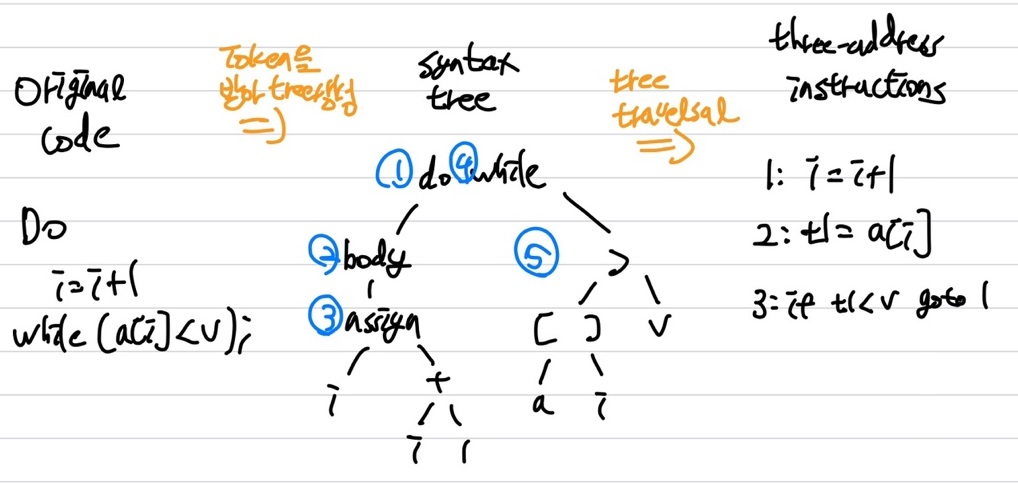 Original
code
Token을
받아 tree생성
=>
syntax
tree
tree
traversal
=>
three-address
instructions
① do ④ while
② body
⑤ >
③ assign
[ ] v
i + a i
i 1
Do
i=i+1
while (a[i]<v);
1: i=i+1
2: t1= a[i]
3: if t1<v goto 1